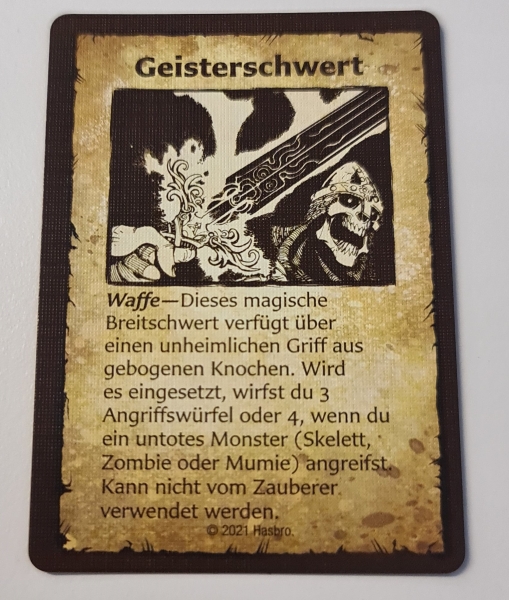 Geisterschwert
Waffe—Dieses magische
Breitschwert verfügt über
einen unheimlichen Griff aus
gebogenen Knochen. Wird
es eingesetzt, wirfst du 3
Angriffswürfel oder 4, wenn du
ein untotes Monster (Skelett,
Zombie oder Mumie) angreifst.
Kann nicht vom Zauberer
verwendet werden.
© 2021 Hasbro.